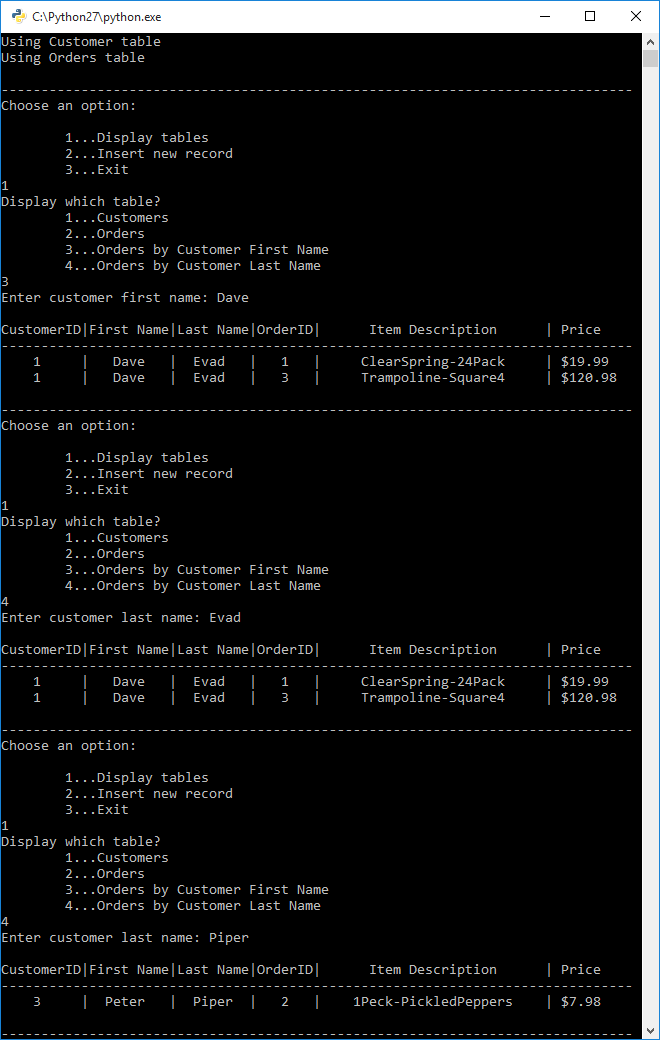 C:\Python27\python.exe
Using Customer table
Using Orders table
-------------------------------------------------------------------------------
Choose an option:
1...Display tables
2...Insert new record
3...Exit
1
Display which table?
1...Customers
2...Orders
3...Orders by Customer First Name
4...Orders by Customer Last Name
3
Enter customer first name: Dave
CustomerID|First Name|Last Name|OrderID|      Item Description      | Price
-------------------------------------------------------------------------------
    1     |   Dave   |  Evad   |   1   |     ClearSpring-24Pack     | $19.99
    1     |   Dave   |  Evad   |   3   |     Trampoline-Square4     | $120.98
-------------------------------------------------------------------------------
Choose an option:
1...Display tables
2...Insert new record
3...Exit
1
Display which table?
1...Customers
2...Orders
3...Orders by Customer First Name
4...Orders by Customer Last Name
4
Enter customer last name: Evad
CustomerID|First Name|Last Name|OrderID|      Item Description      | Price
-------------------------------------------------------------------------------
    1     |   Dave   |  Evad   |   1   |     ClearSpring-24Pack     | $19.99
    1     |   Dave   |  Evad   |   3   |     Trampoline-Square4     | $120.98
-------------------------------------------------------------------------------
Choose an option:
1...Display tables
2...Insert new record
3...Exit
1
Display which table?
1...Customers
2...Orders
3...Orders by Customer First Name
4...Orders by Customer Last Name
4
Enter customer last name: Piper
CustomerID|First Name|Last Name|OrderID|      Item Description      | Price
-------------------------------------------------------------------------------
    3     |  Peter   |  Piper  |   2   |    1Peck-PickledPeppers    | $7.98
-------------------------------------------------------------------------------